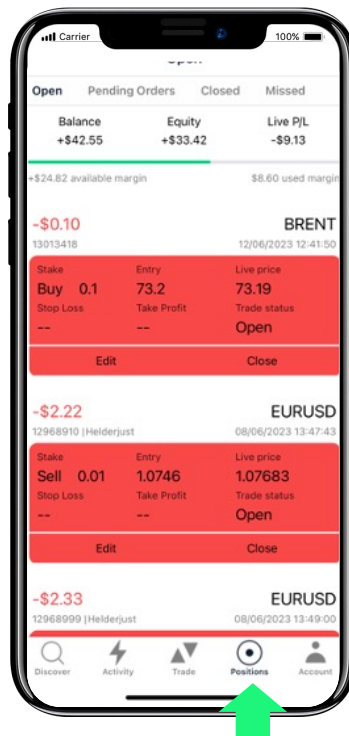 Carrier 100%
Open Pending Orders Closed Missed
Balance Equity Live P/L
+$42.55 +$33.42 -$9.13
+$24.82 available margin $8.60 used margin
-$0.10 BRENT
13013418 12/06/2023 12:41:50
Stake Entry Live price
Buy 0.1 73.2 73.19
Stop Loss Take Profit Trade status
-- -- Open
Edit Close
-$2.22 EURUSD
12968910 |Helderjust 08/06/2023 13:47:43
Stake Entry Live price
Sell 0.01 1.0746 1.07683
Stop Loss Take Profit Trade status
-- -- Open
Edit Close
-$2.33 EURUSD
12968999 |Helderjust 08/06/2023 13:49:00
Discover Activity Trade Positions Account